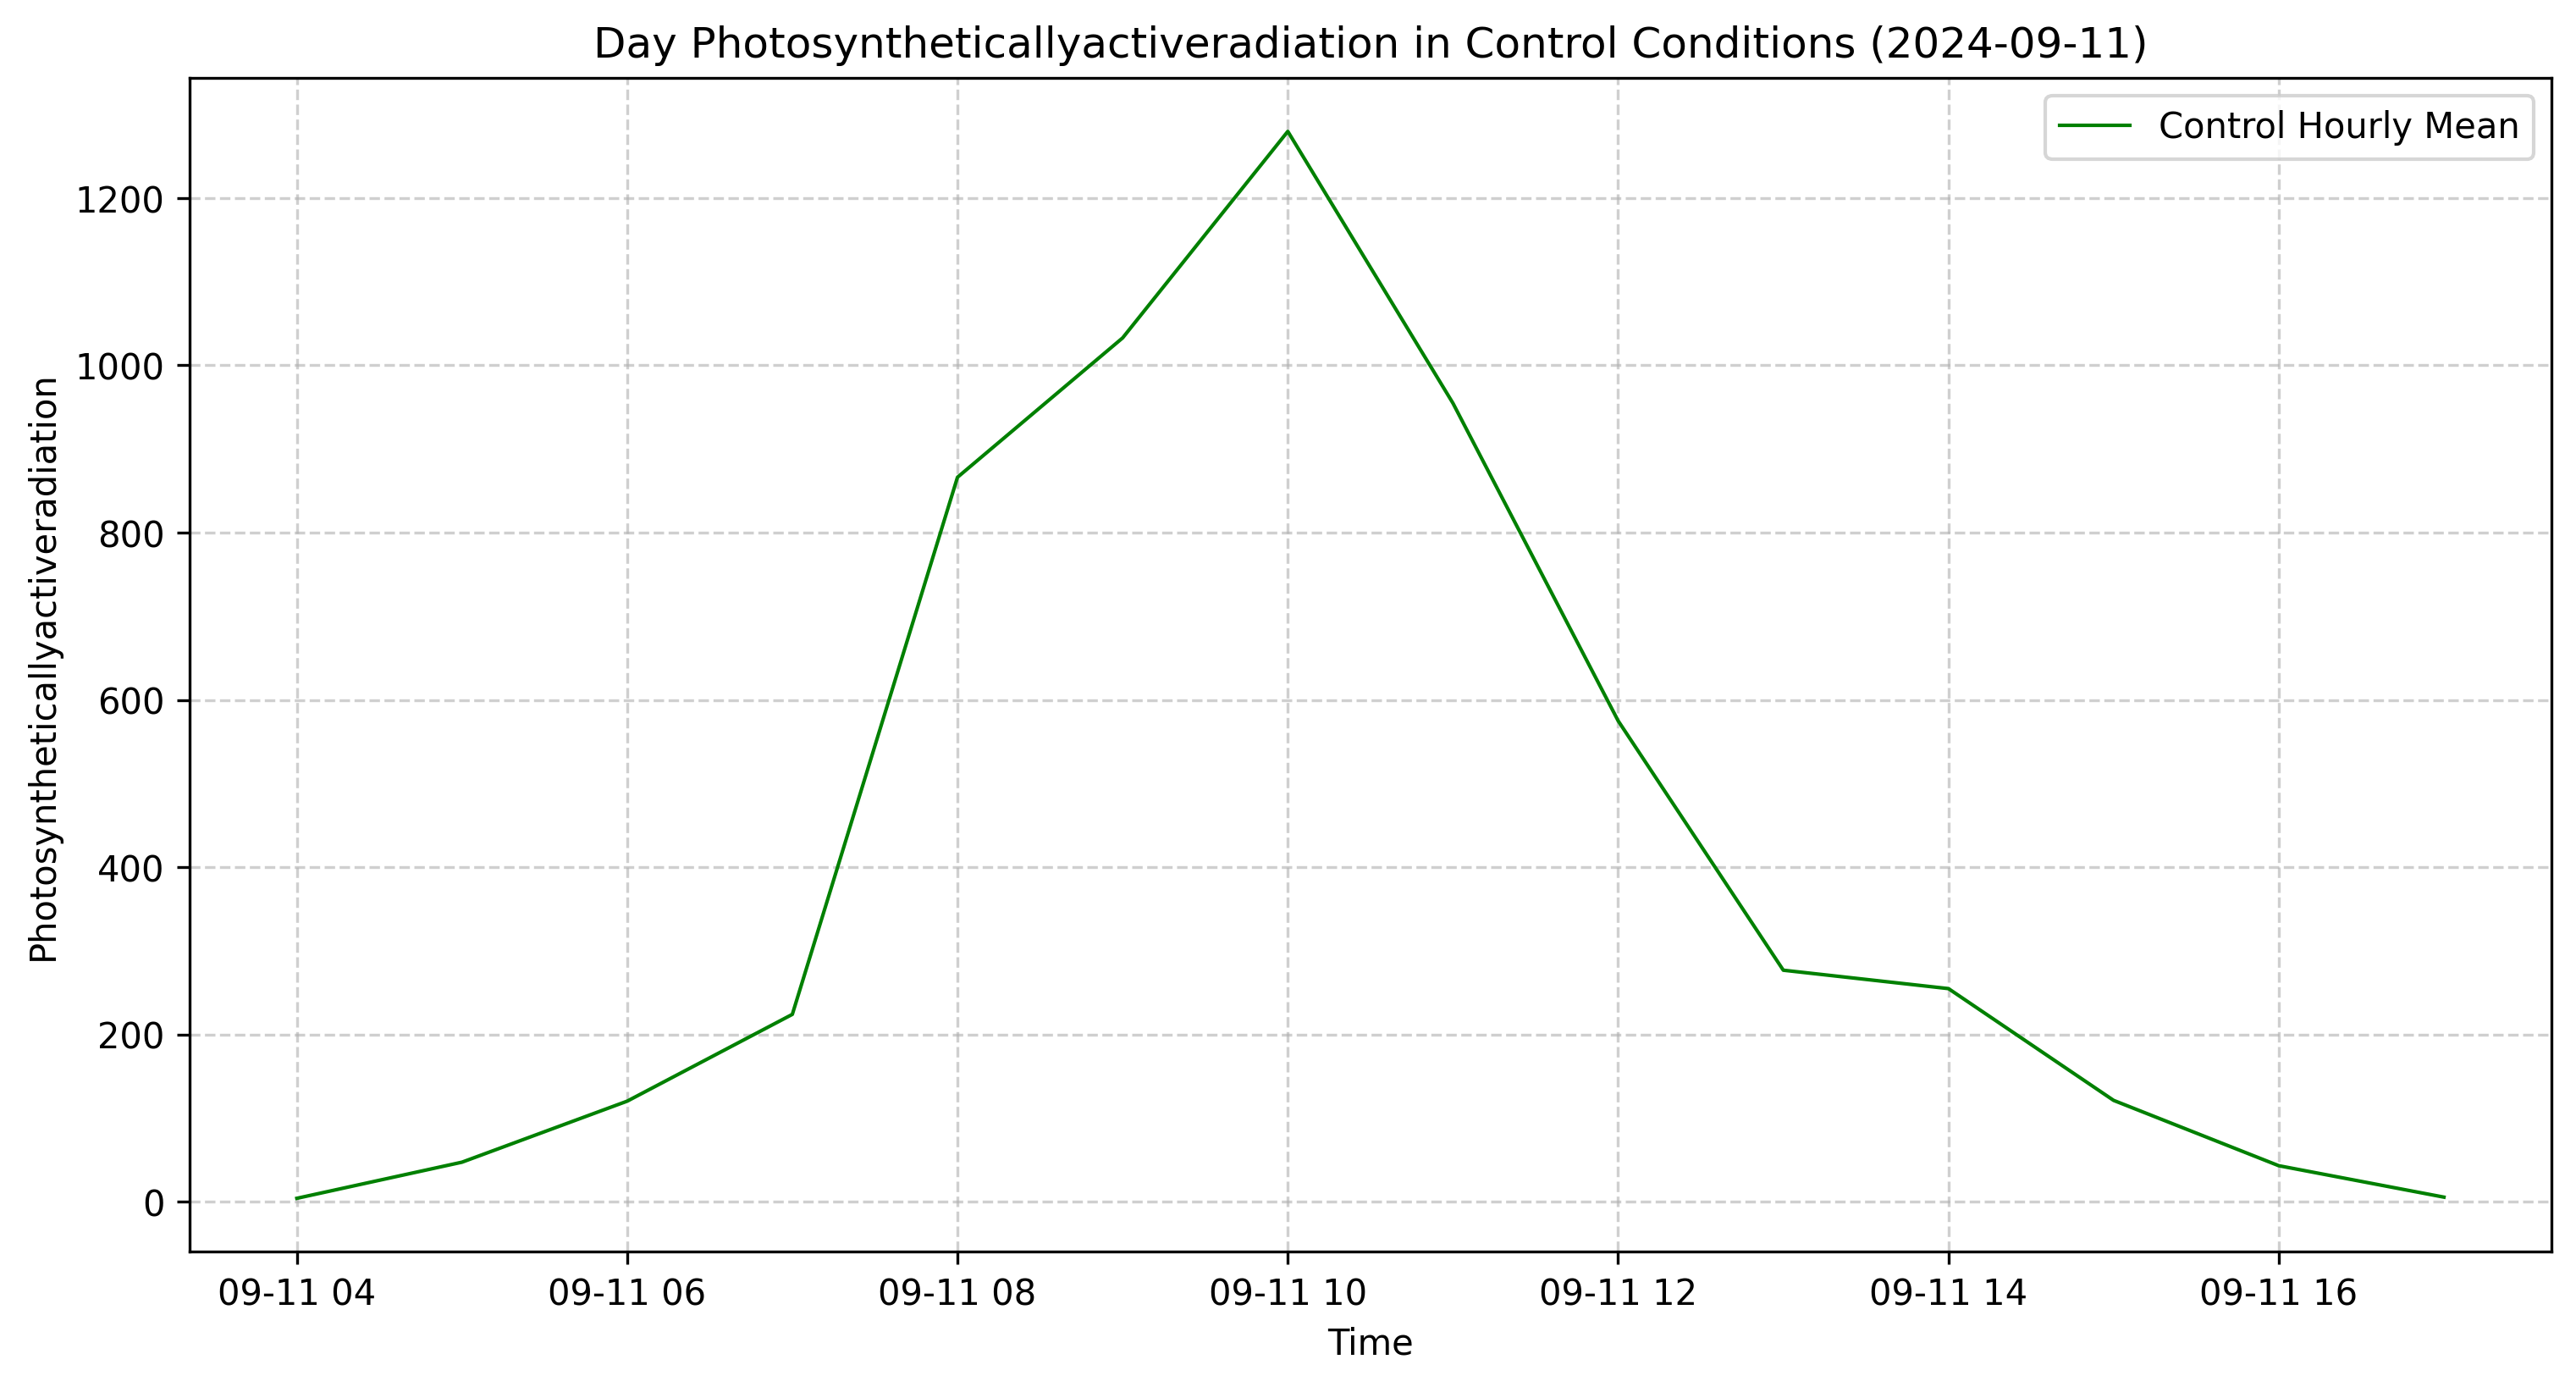 Day Photosyntheticallyactiveradiation in Control Conditions (2024-09-11)
Control Hourly Mean
Photosyntheticallyactiveradiation
1200
1000
800
600
400
200
0
09-11 04 09-11 06 09-11 08 09-11 10 09-11 12 09-11 14 09-11 16
Time